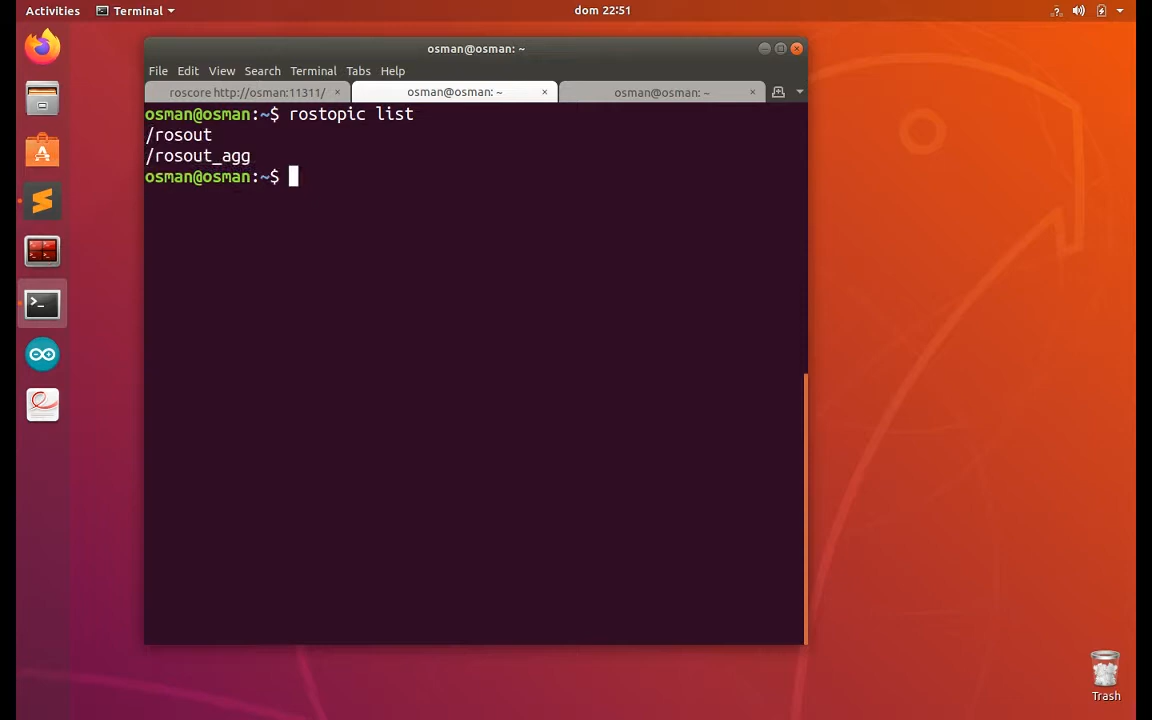 Activities Terminal dom 22:51 ?
osman@osman: ~
File Edit View Search Terminal Tabs Help
roscore http://osman:11311/ × osman@osman: ~ × osman@osman: ~ ×
osman@osman:~$ rostopic list
/rosout
/rosout_agg
osman@osman:~$
Trash